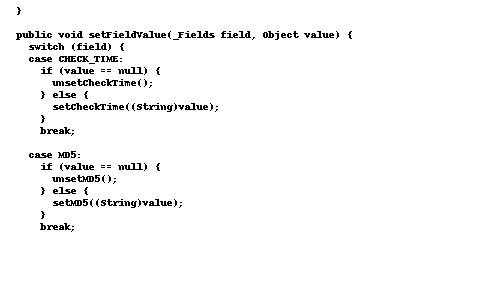 }

public void setFieldValue(_Fields field, Object value) {
  switch (field) {
  case CHECK_TIME:
    if (value == null) {
      unsetCheckTime();
    } else {
      setCheckTime((String)value);
    }
    break;

  case MD5:
    if (value == null) {
      unsetMD5();
    } else {
      setMD5((String)value);
    }
    break;